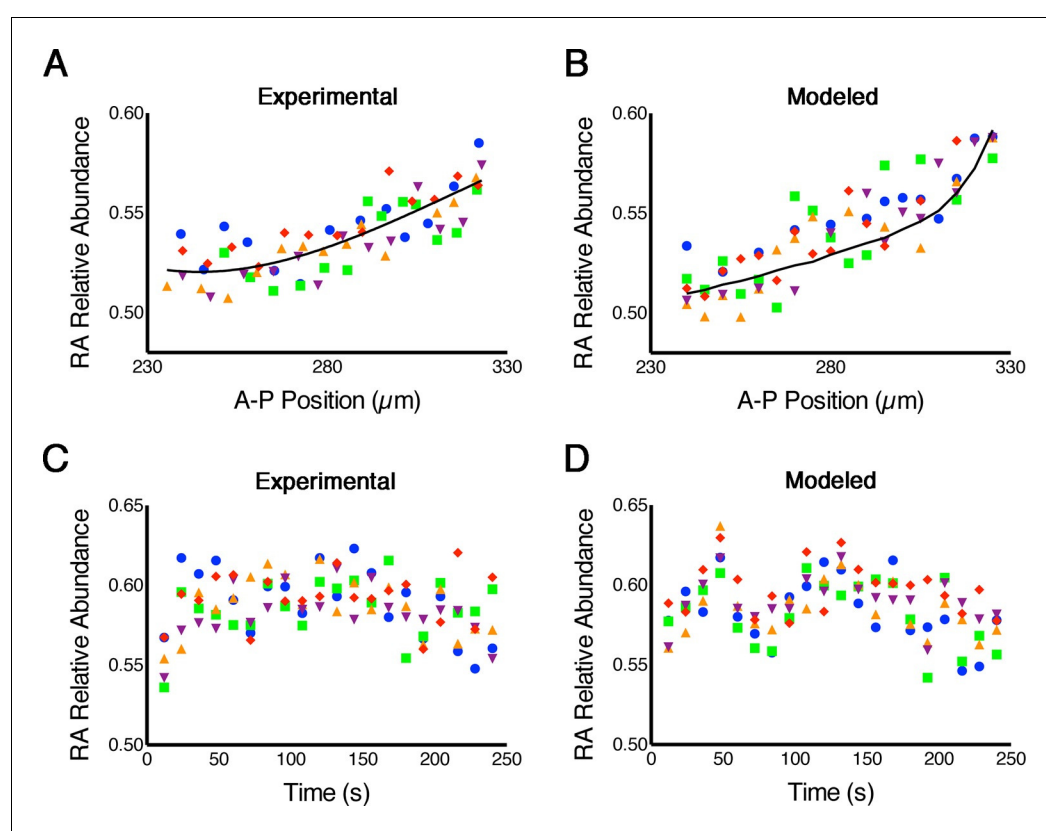 A
B
Experimental
Modeled
RA Relative Abundance
0.60
0.55
0.50
230
280
330
A-P Position (µm)
RA Relative Abundance
0.60
0.55
0.50
230
280
330
A-P Position (µm)
C
D
Experimental
Modeled
RA Relative Abundance
0.65
0.60
0.55
0.50
0
50
100
150
200
250
Time (s)
RA Relative Abundance
0.65
0.60
0.55
0.50
0
50
100
150
200
250
Time (s)